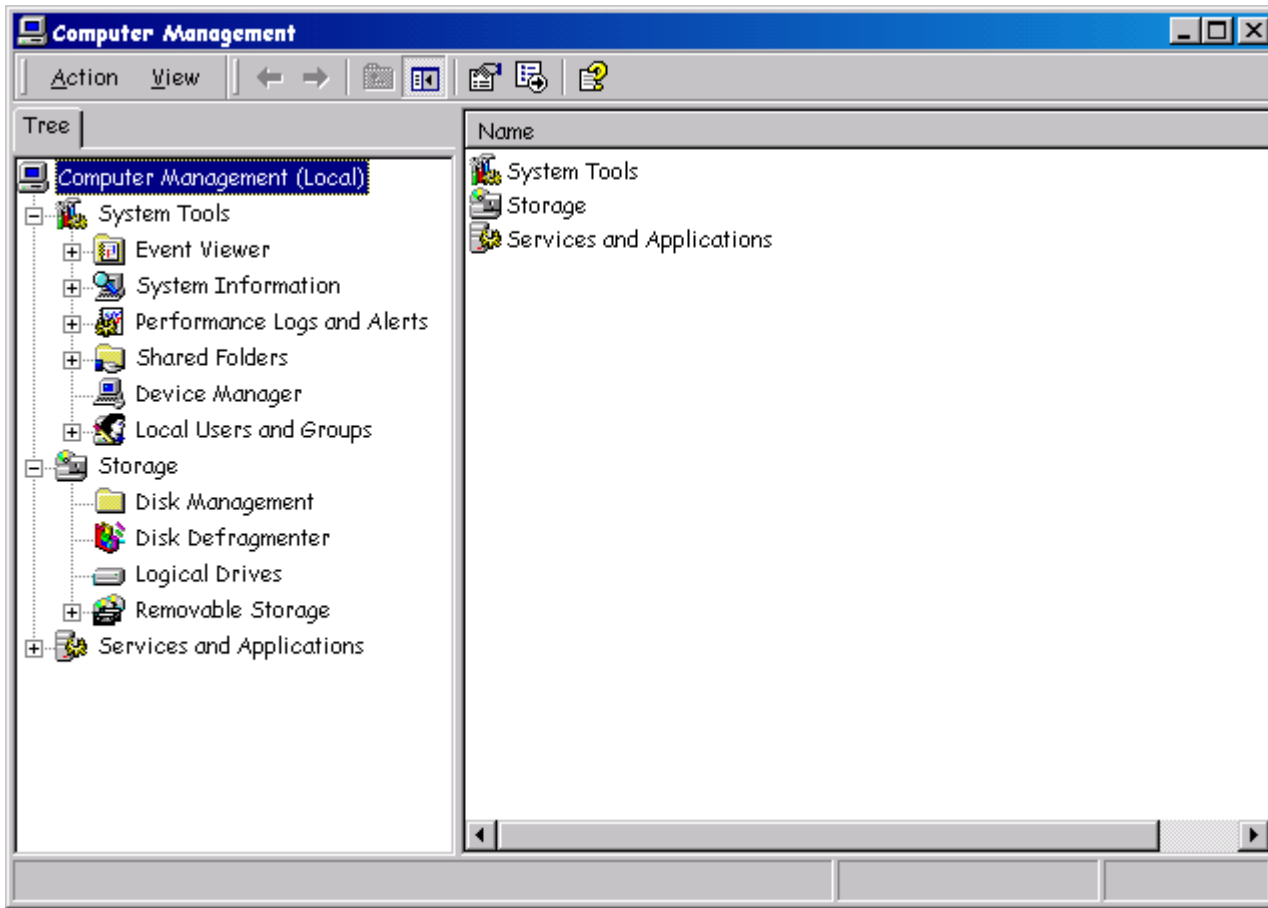 Computer Management
Action View
Tree
Name
Computer Management (Local)
System Tools
Event Viewer
System Information
Performance Logs and Alerts
Shared Folders
Device Manager
Local Users and Groups
Storage
Disk Management
Disk Defragmenter
Logical Drives
Removable Storage
Services and Applications
System Tools
Storage
Services and Applications